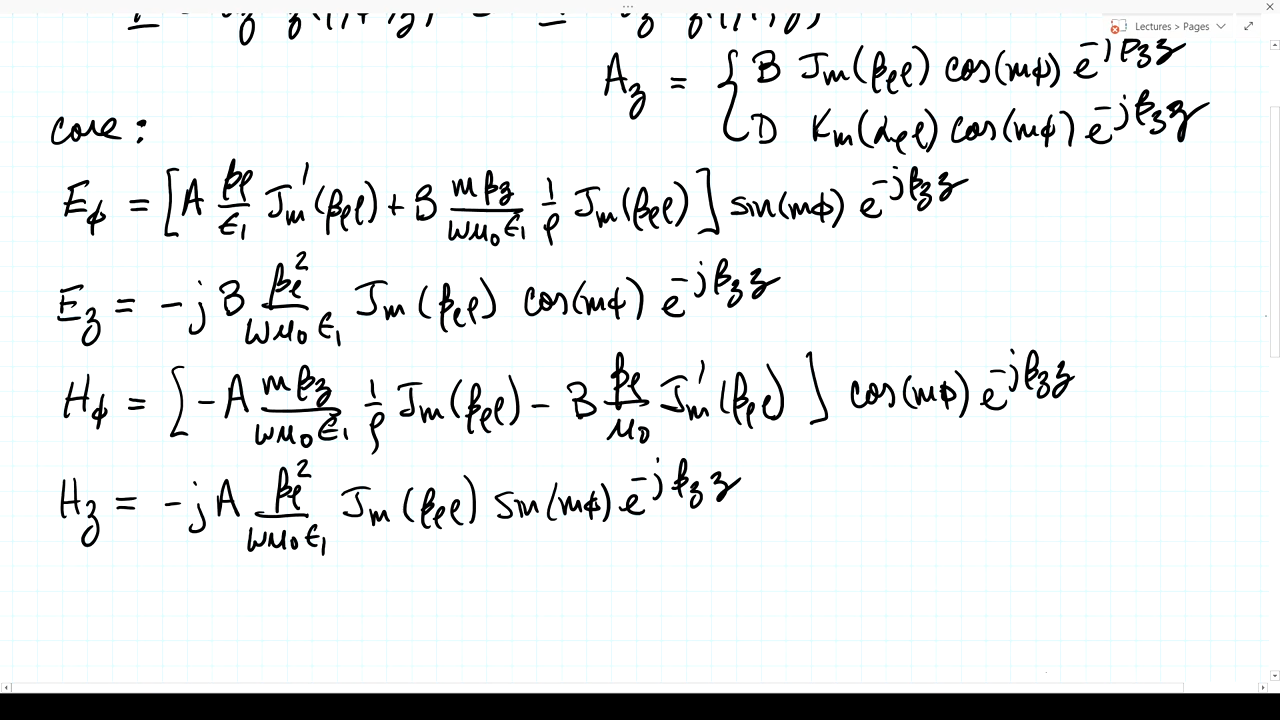 Lectures > Pages
A_z = { B J_m(β_ρ ρ) cos(mφ) e^{-jβ_z z}
D K_m(α_ρ ρ) cos(mφ) e^{-jβ_z z}
core:
E_φ = [A β_ρ/ε_1 J_m'(β_ρ ρ) + B mβ_z/(ωμ_0 ε_1) 1/ρ J_m(β_ρ ρ)] sin(mφ) e^{-jβ_z z}
E_z = -j B β_ρ^2/(ωμ_0 ε_1) J_m(β_ρ ρ) cos(mφ) e^{-jβ_z z}
H_φ = [-A mβ_z/(ωμ_0 ε_1) 1/ρ J_m(β_ρ ρ) - B β_ρ/μ_0 J_m'(β_ρ ρ)] cos(mφ) e^{-jβ_z z}
H_z = -j A β_ρ^2/(ωμ_0 ε_1) J_m(β_ρ ρ) sin(mφ) e^{-jβ_z z}